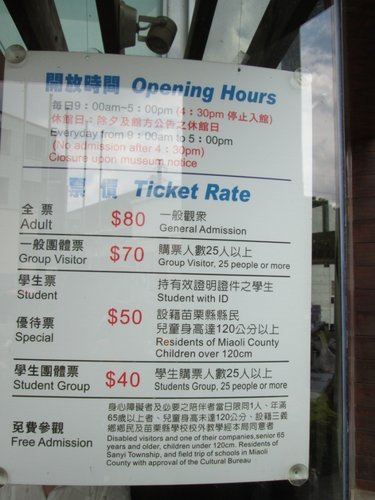 開放時間 Opening Hours
每日9：00am~5：00pm (4：30pm 停止入館)
休館日：除夕及館方公告之休館日
Everyday from 9：00am to 5：00pm
(No admission after 4：30pm)
Closure upon museum notice
票價 Ticket Rate
全票 $80 一般觀衆
Adult General Admission
一般團體票 $70 購票人數25人以上
Group Visitor Group Visitor, 25 people or more
學生票 持有效證明證件之學生
Student Student with ID
$50
優待票 設籍苗栗縣縣民
Special 兒童身高達120公分以上
Residents of Miaoli County
Children over 120cm
學生團體票 $40 學生購票人數25人以上
Student Group Students Group, 25 people or more
免費參觀
Free Admission
身心障礙者及必要之陪伴者當日限同1人、年滿
65歲以上者、兒童身高未達120公分、設籍三義
鄉鄉民及苗栗縣學校校外教學經本局同意者
Disabled visitors and one of their companies,senior 65
years and older, children under 120cm. Residents of
Sanyi Township, and field trip of schools in Miaoli
County with approval of the Cultural Bureau